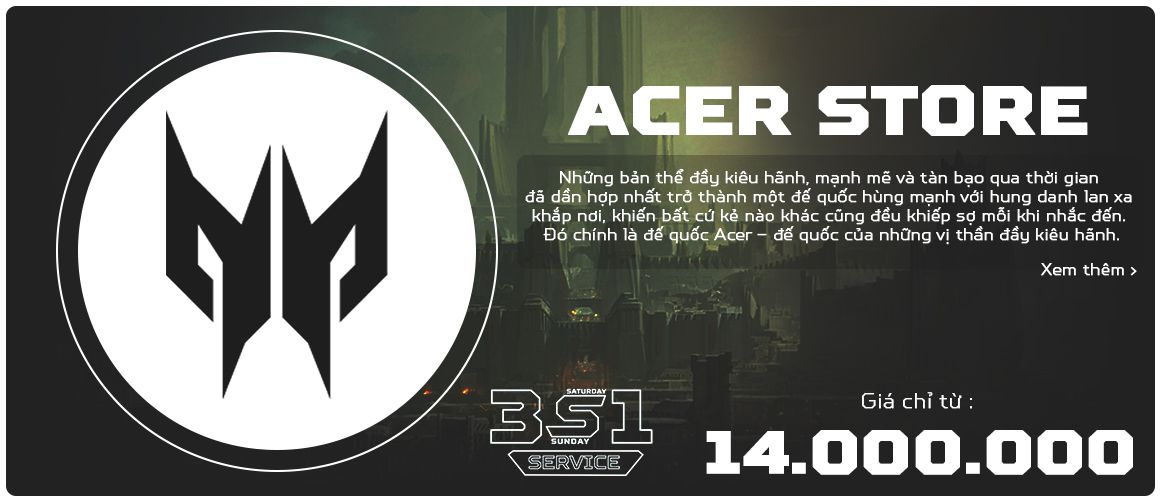 ACER STORE
Những bản thể đầy kiêu hãnh, mạnh mẽ và tàn bạo qua thời gian
đã dần hợp nhất trở thành một đế quốc hùng mạnh với hung danh lan xa
khắp nơi, khiến bất cứ kẻ nào khác cũng đều khiếp sợ mỗi khi nhắc đến.
Đó chính là đế quốc Acer – đế quốc của những vị thần đầy kiêu hãnh.
Xem thêm ›
SATURDAY
3S1
SUNDAY
SERVICE
Giá chỉ từ :
14.000.000